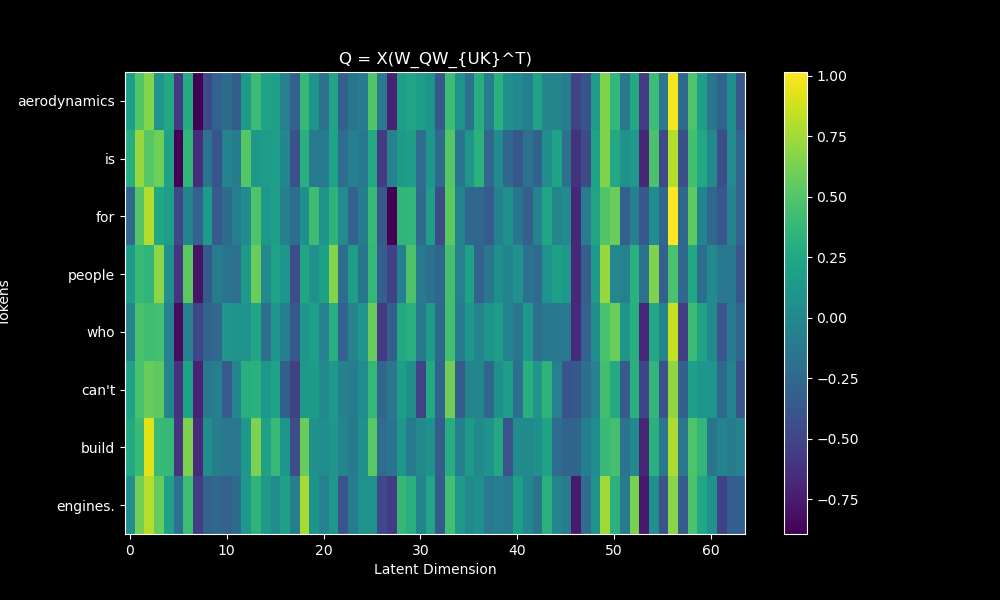 Q = X(W_QW_{UK}^T)
aerodynamics
is
for
people
who
can't
build
engines.
Tokens
0 10 20 30 40 50 60
Latent Dimension
1.00
0.75
0.50
0.25
0.00
−0.25
−0.50
−0.75